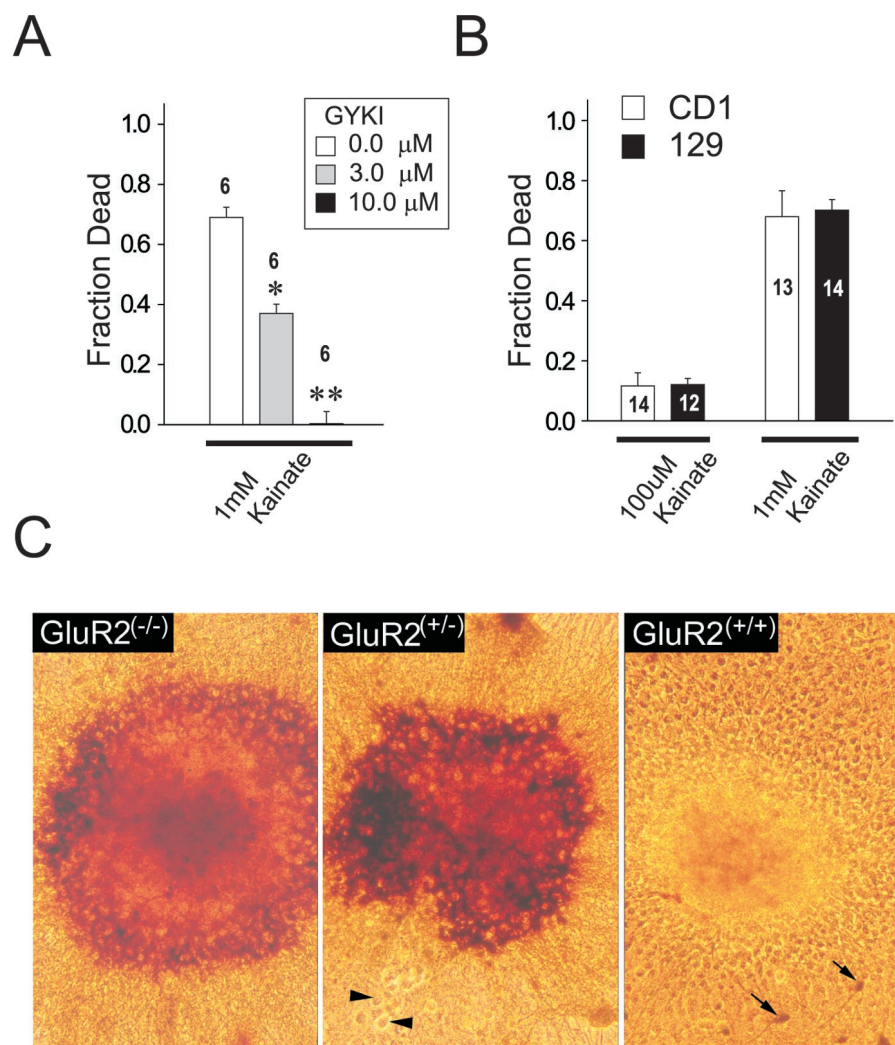 A
GYKI
0.0 μM
3.0 μM
10.0 μM
Fraction Dead
1.0
0.8
0.6
0.4
0.2
0.0
6
6
*
6
**
1mM
Kainate
B
CD1
129
Fraction Dead
1.0
0.8
0.6
0.4
0.2
0.0
14
12
13
14
100uM
Kainate
1mM
Kainate
C
GluR2(-/-)
GluR2(+/-)
GluR2(+/+)